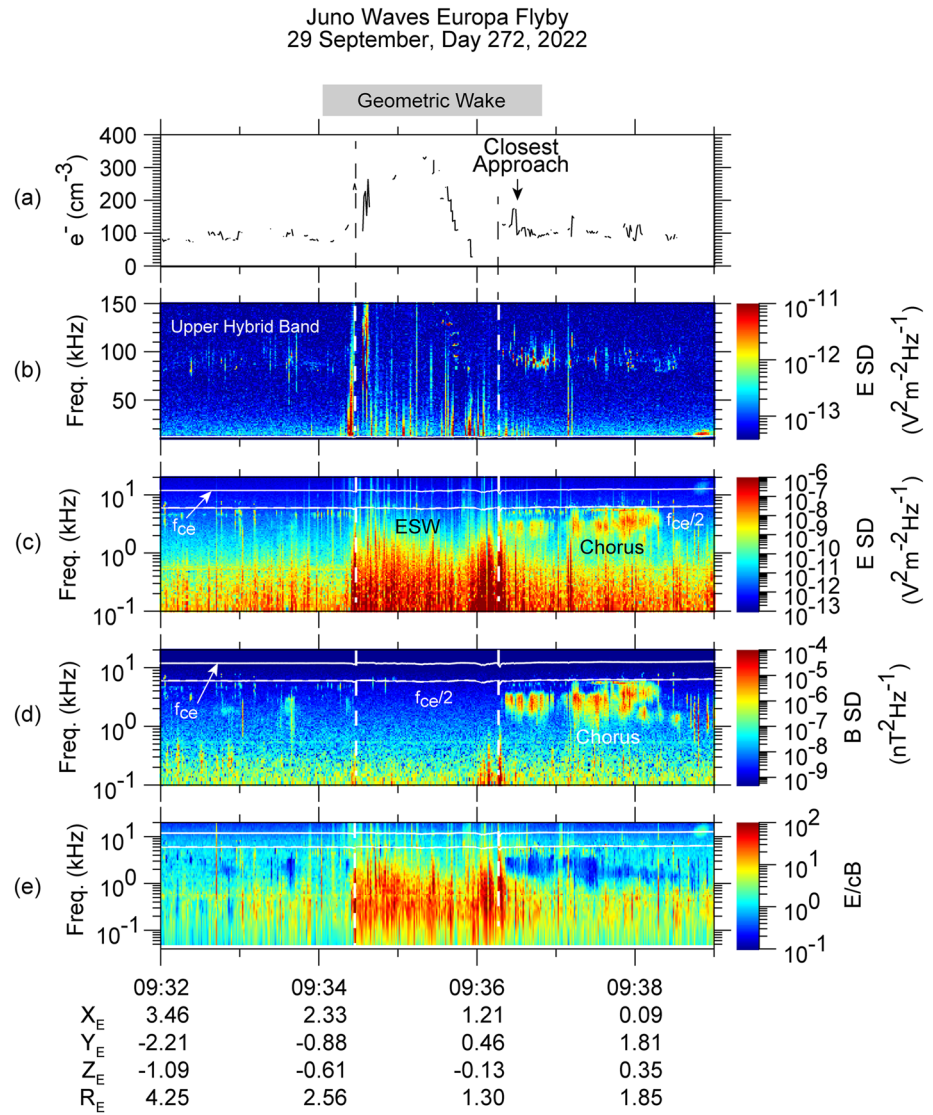 Juno Waves Europa Flyby
29 September, Day 272, 2022
Geometric Wake
(a)
e⁻ (cm⁻³)
400
300
200
100
0
Closest
Approach
(b)
Freq. (kHz)
150
100
50
Upper Hybrid Band
10⁻¹¹
10⁻¹²
10⁻¹³
E SD
(V²m⁻²Hz⁻¹)
(c)
Freq. (kHz)
10¹
10⁰
10⁻¹
f_ce
ESW
f_ce/2
Chorus
10⁻⁶
10⁻⁷
10⁻⁸
10⁻⁹
10⁻¹⁰
10⁻¹¹
10⁻¹²
10⁻¹³
E SD
(V²m⁻²Hz⁻¹)
(d)
Freq. (kHz)
10¹
10⁰
10⁻¹
f_ce
f_ce/2
Chorus
10⁻⁴
10⁻⁵
10⁻⁶
10⁻⁷
10⁻⁸
10⁻⁹
B SD
(nT²Hz⁻¹)
(e)
Freq. (kHz)
10¹
10⁰
10⁻¹
10²
10¹
10⁰
10⁻¹
E/cB
09:32 09:34 09:36 09:38
X_E 3.46 2.33 1.21 0.09
Y_E -2.21 -0.88 0.46 1.81
Z_E -1.09 -0.61 -0.13 0.35
R_E 4.25 2.56 1.30 1.85